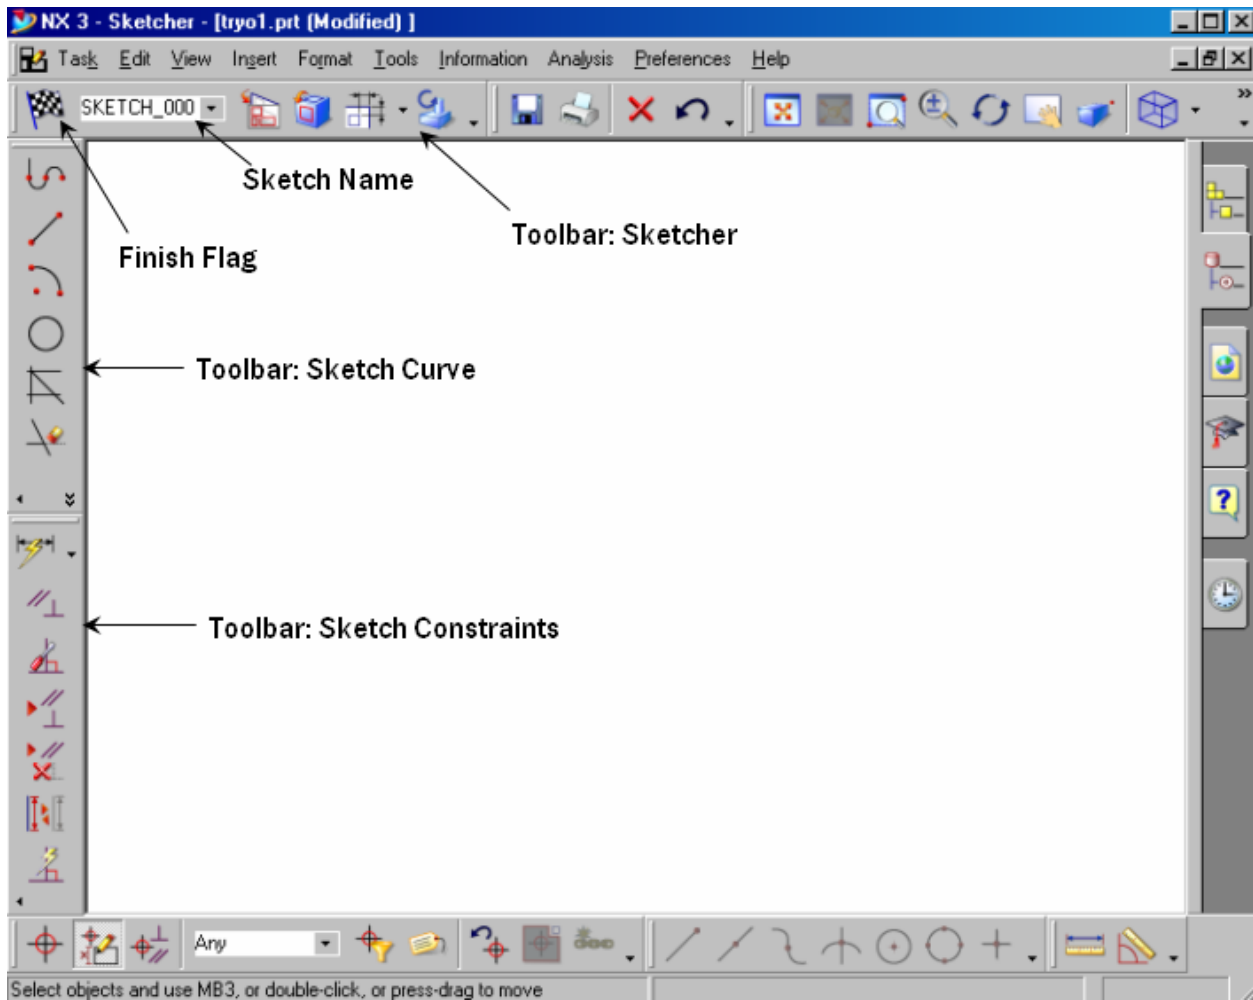 NX 3 - Sketcher - [tryo1.prt (Modified) ]
Task Edit View Insert Format Tools Information Analysis Preferences Help
SKETCH_000
Sketch Name
Toolbar: Sketcher
Finish Flag
Toolbar: Sketch Curve
Toolbar: Sketch Constraints
Any
Select objects and use MB3, or double-click, or press-drag to move